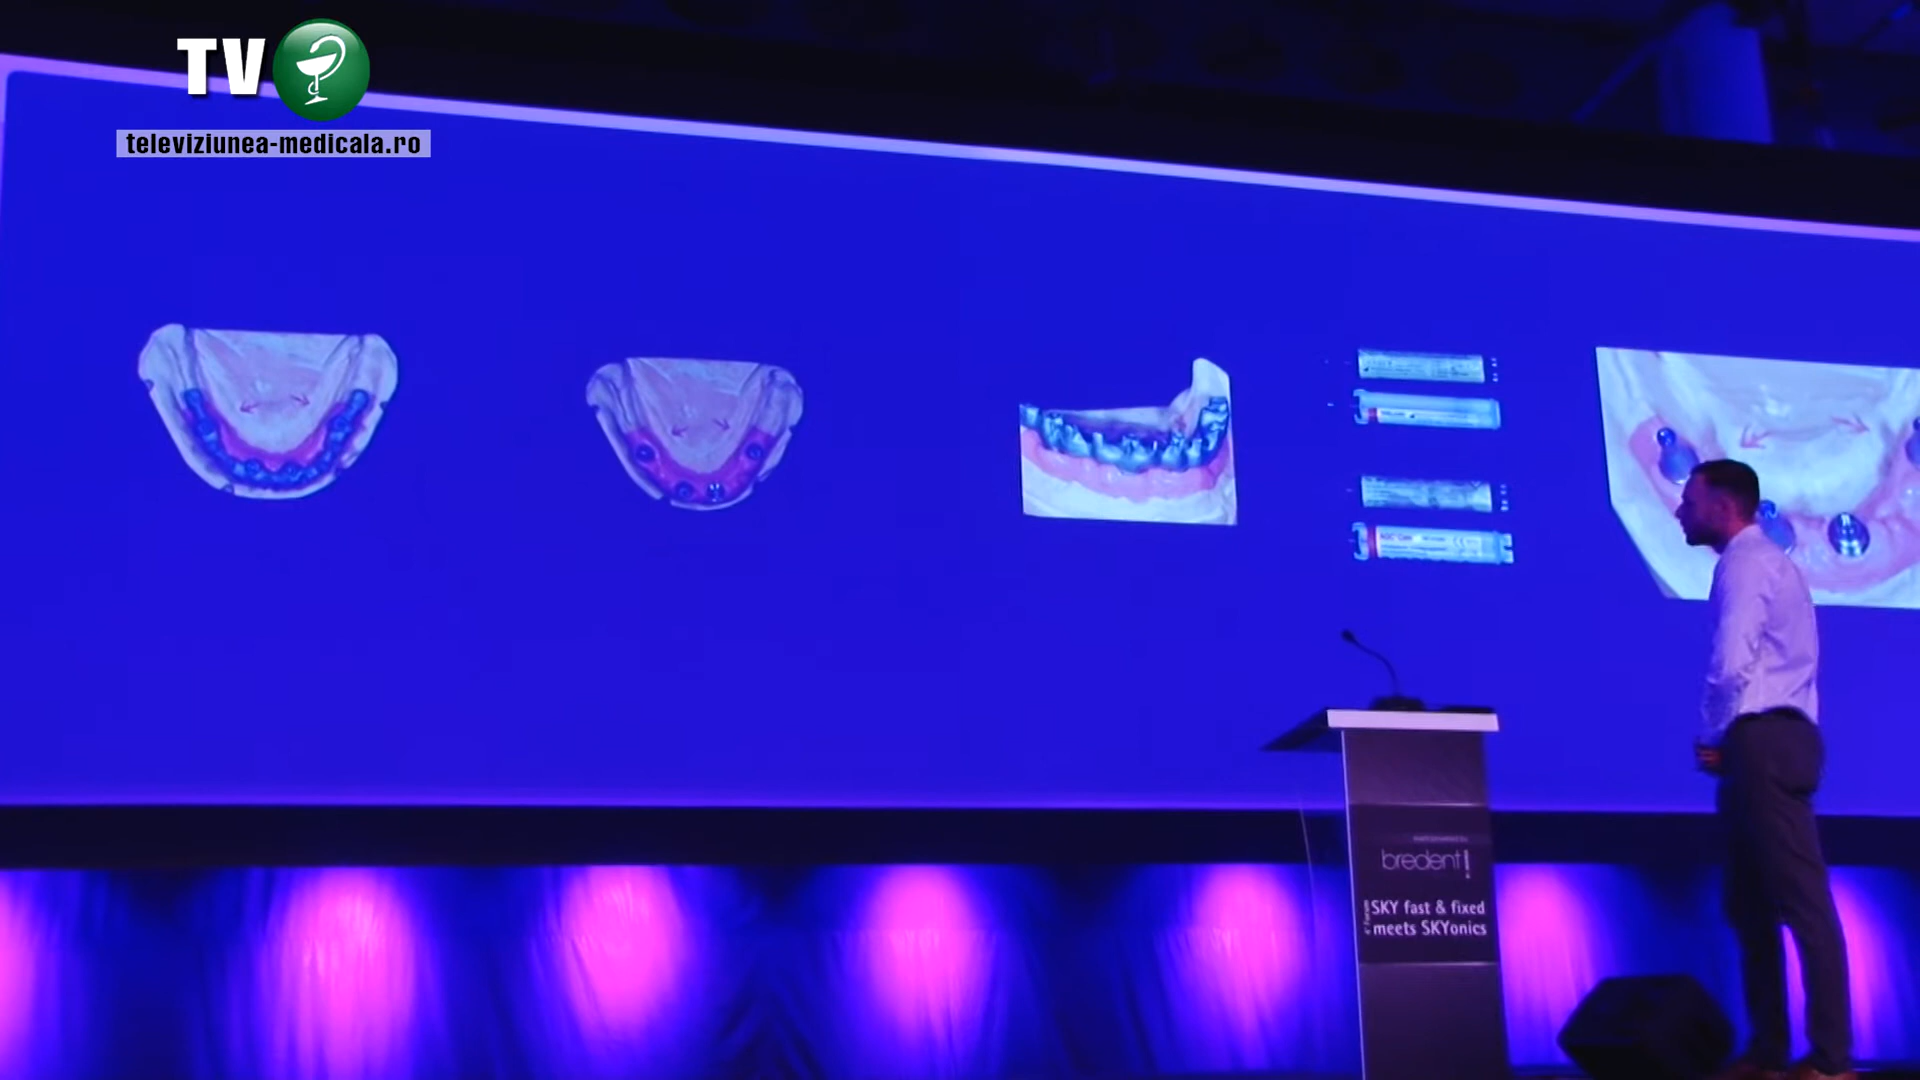 TV
televiziunea-medicala.ro
bredent
SKY fast & fixed
meets SKYonics